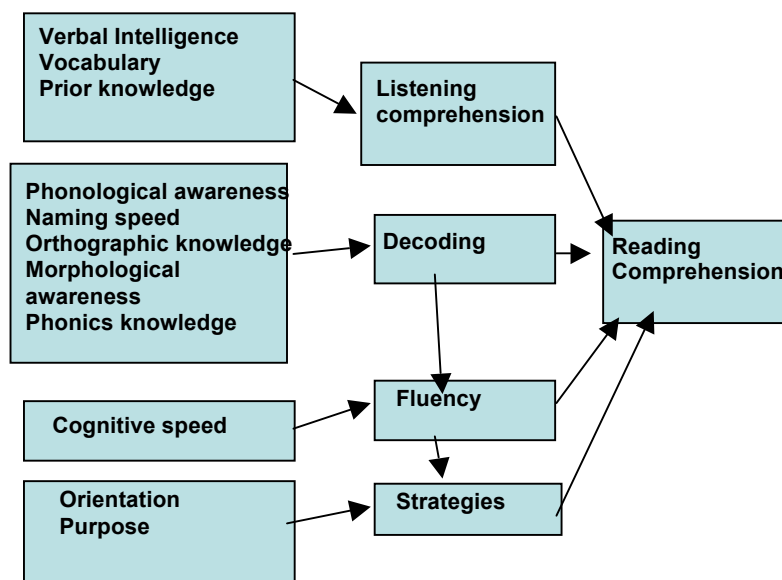 Verbal Intelligence
Vocabulary
Prior knowledge
Listening
comprehension
Phonological awareness
Naming speed
Orthographic knowledge
Morphological
awareness
Phonics knowledge
Decoding
Reading
Comprehension
Cognitive speed
Fluency
Orientation
Purpose
Strategies